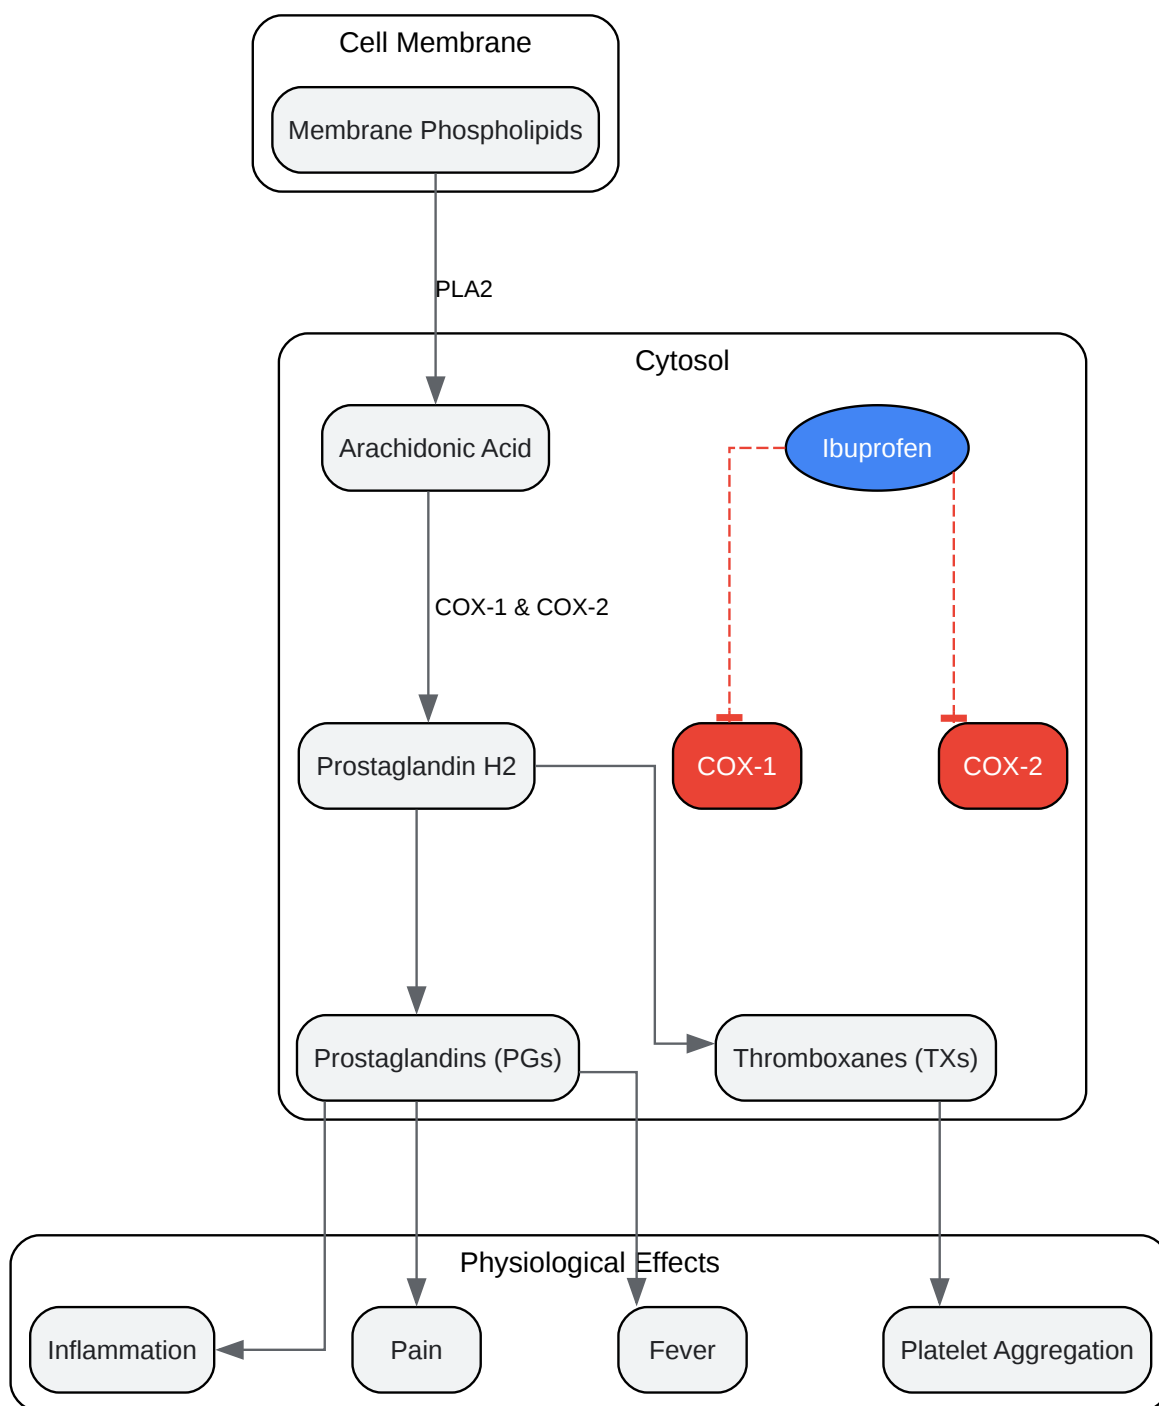 Cell Membrane
Membrane Phospholipids
PLA2
Cytosol
Arachidonic Acid
Ibuprofen
COX-1 & COX-2
Prostaglandin H2
COX-1
COX-2
Prostaglandins (PGs)
Thromboxanes (TXs)
Physiological Effects
Inflammation
Pain
Fever
Platelet Aggregation